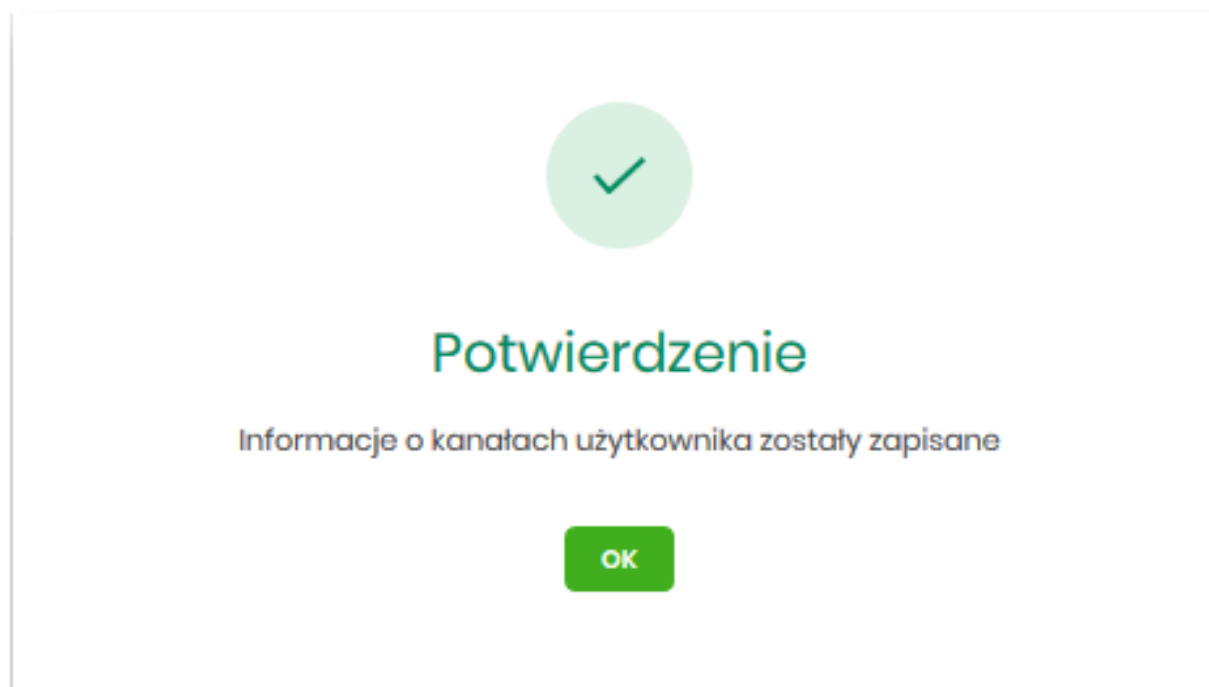 Potwierdzenie
Informacje o kanałach użytkownika zostały zapisane
OK